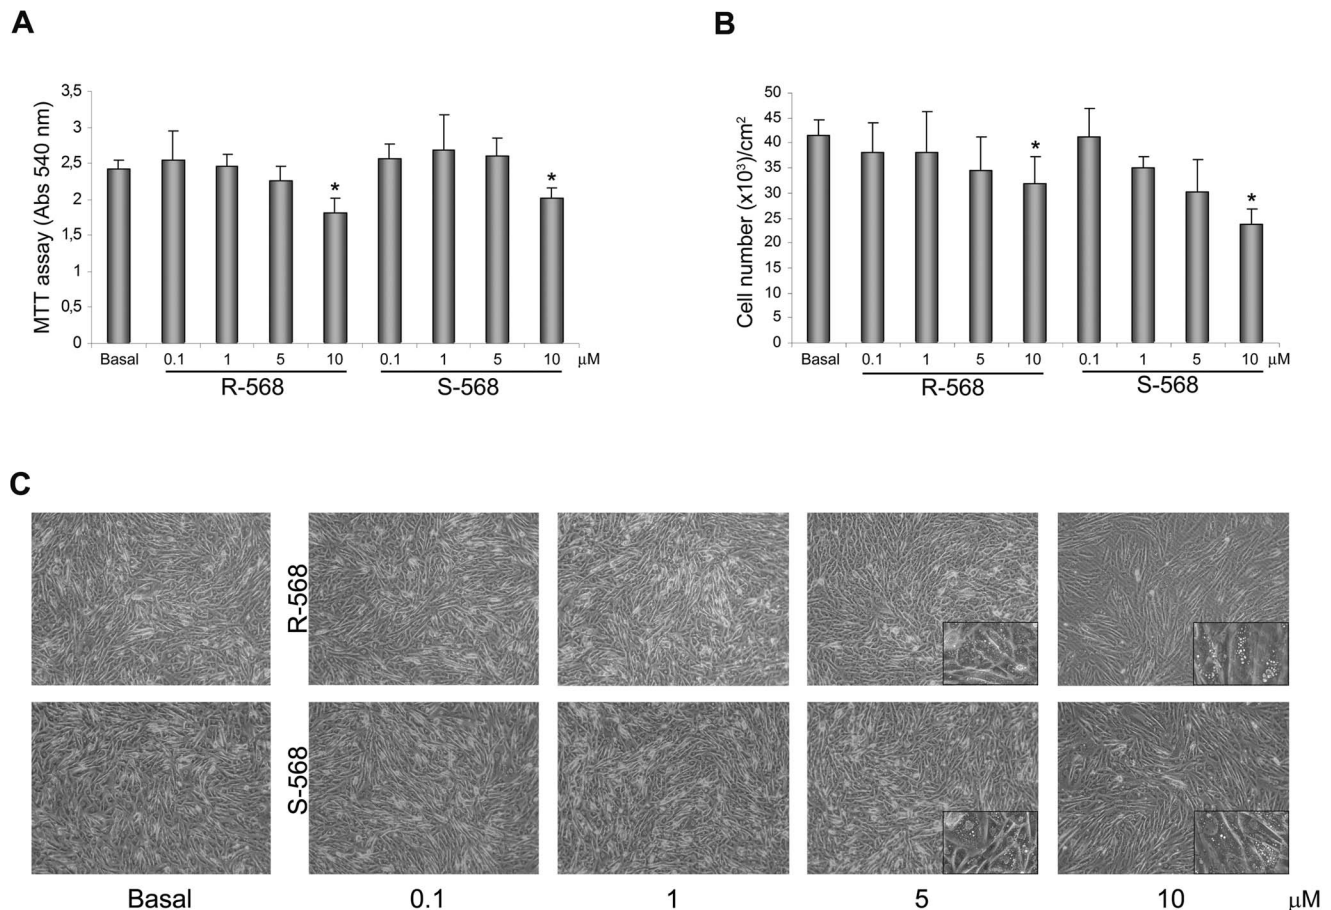 A
MTT assay (Abs 540 nm)
3,5
3
2,5
2
1,5
1
0,5
0
* *
Basal 0.1 1 5 10 0.1 1 5 10 μM
R-568 S-568
B
Cell number (x10³)/cm²
50
45
40
35
30
25
20
15
10
5
0
* *
Basal 0.1 1 5 10 0.1 1 5 10 μM
R-568 S-568
C
R-568
S-568
Basal 0.1 1 5 10 μM